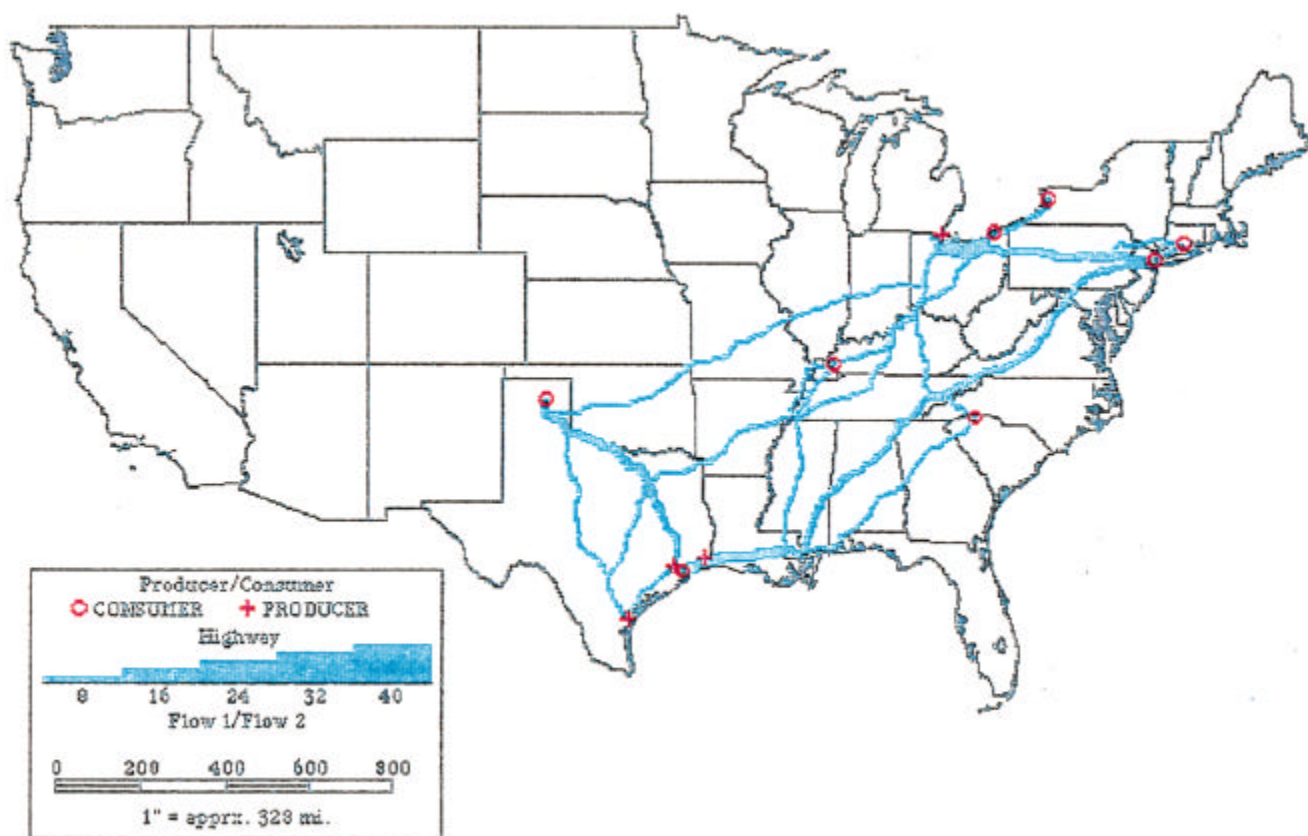 Producer/Consumer
CONSUMER PRODUCER
Highway
8 16 24 32 40
Flow 1/Flow 2
0 200 400 600 800
1" = apprx. 328 mi.